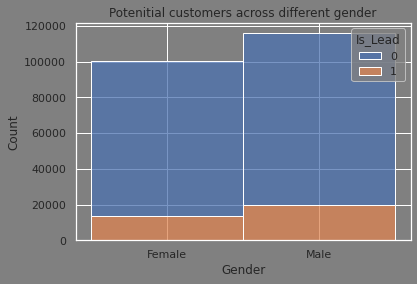 Potenitial customers across different gender
120000
100000
80000
60000
40000
20000
0
Count
Is_Lead
0
1
Female
Male
Gender